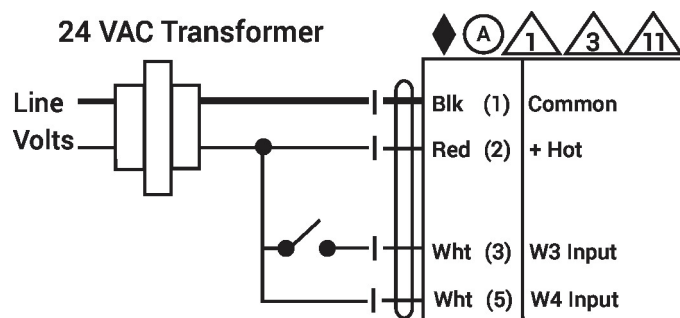 24 VAC Transformer
A 1 3 11
Line
Volts
Blk (1) Common
Red (2) + Hot
Wht (3) W3 Input
Wht (5) W4 Input